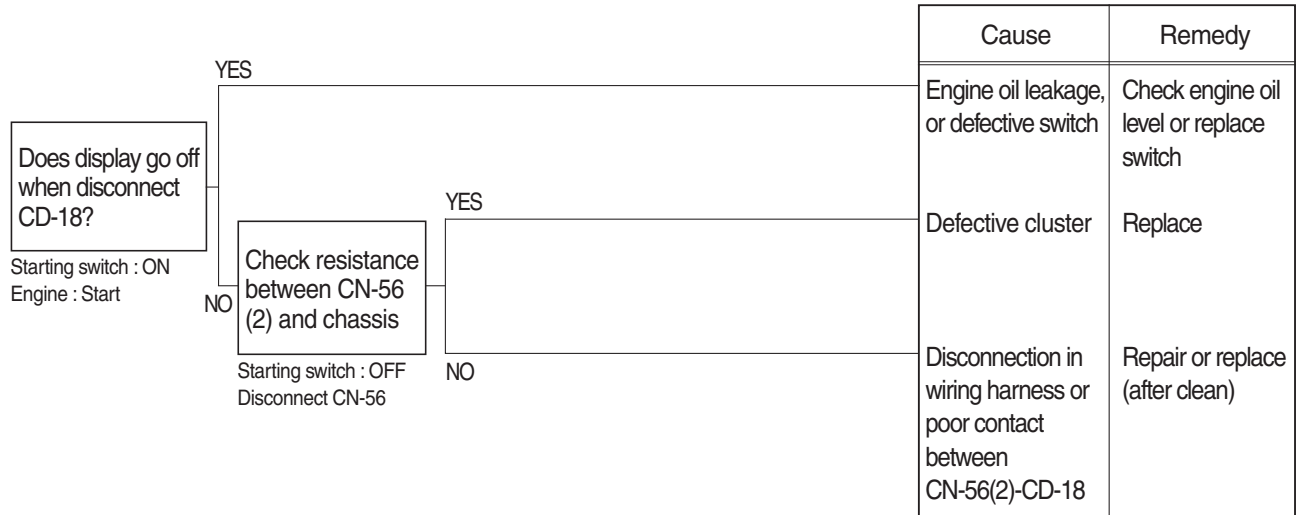 Cause
Remedy
YES
Engine oil leakage,
or defective switch
Check engine oil
level or replace
switch
Does display go off
when disconnect
CD-18?
Starting switch : ON
Engine : Start
NO
YES
Defective cluster
Replace
Check resistance
between CN-56
(2) and chassis
Starting switch : OFF
Disconnect CN-56
NO
Disconnection in
wiring harness or
poor contact
between
CN-56(2)-CD-18
Repair or replace
(after clean)